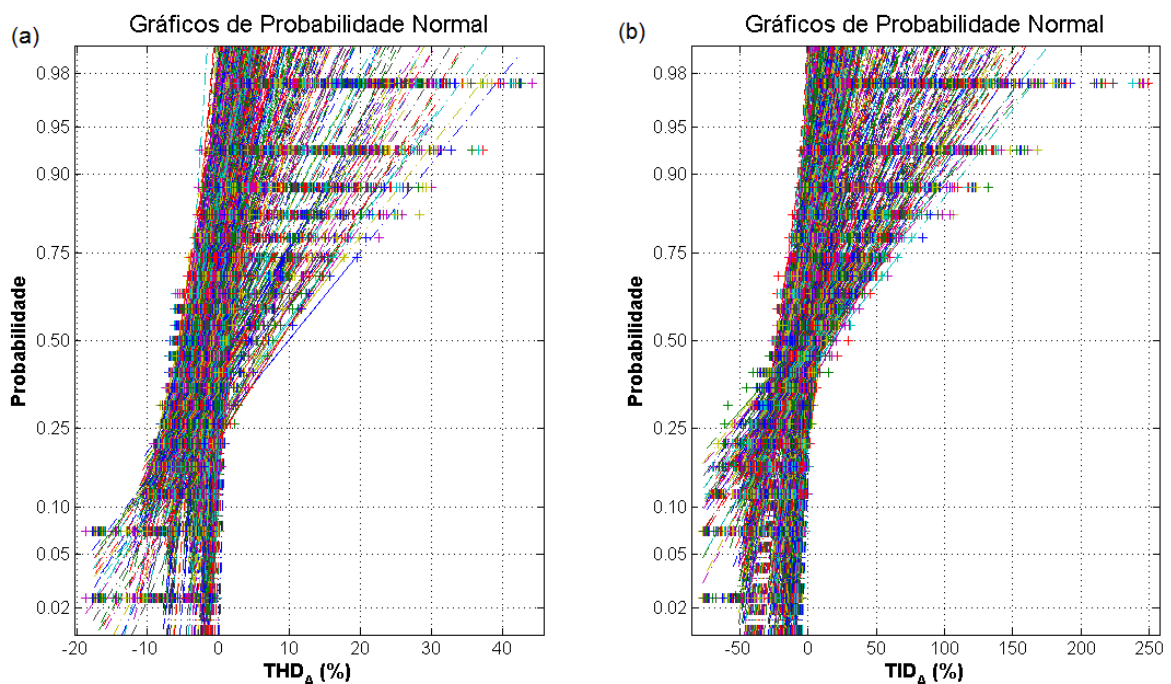 (a)
Gráficos de Probabilidade Normal
0.98
0.95
0.90
0.75
0.50
0.25
0.10
0.05
0.02
Probabilidade
-20 -10 0 10 20 30 40
THD_A (%)
(b)
Gráficos de Probabilidade Normal
0.98
0.95
0.90
0.75
0.50
0.25
0.10
0.05
0.02
Probabilidade
-50 0 50 100 150 200 250
TID_A (%)